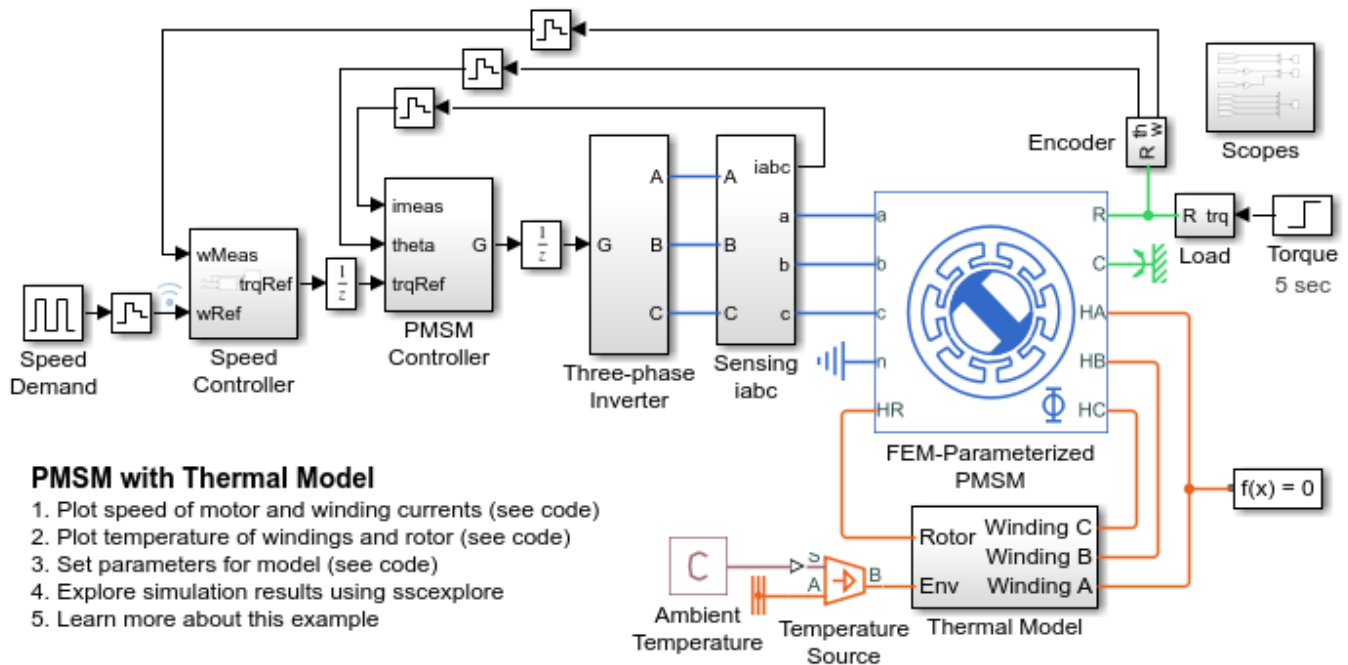 Encoder
R th w
Scopes
imeas
theta
trqRef
G
PMSM
Controller
wMeas
trqRef
wRef
Speed
Controller
Speed
Demand
1
z
1
z
G
A
B
C
Three-phase
Inverter
iabc
A
B
C
a
b
c
Sensing
iabc
a
b
c
n
HR
R
C
HA
HB
HC
Φ
FEM-Parameterized
PMSM
R trq
Load
Torque
5 sec
f(x) = 0
PMSM with Thermal Model
1. Plot speed of motor and winding currents (see code)
2. Plot temperature of windings and rotor (see code)
3. Set parameters for model (see code)
4. Explore simulation results using sscexplore
5. Learn more about this example
C
Ambient
Temperature
S
A
B
Temperature
Source
Rotor
Env
Winding C
Winding B
Winding A
Thermal Model